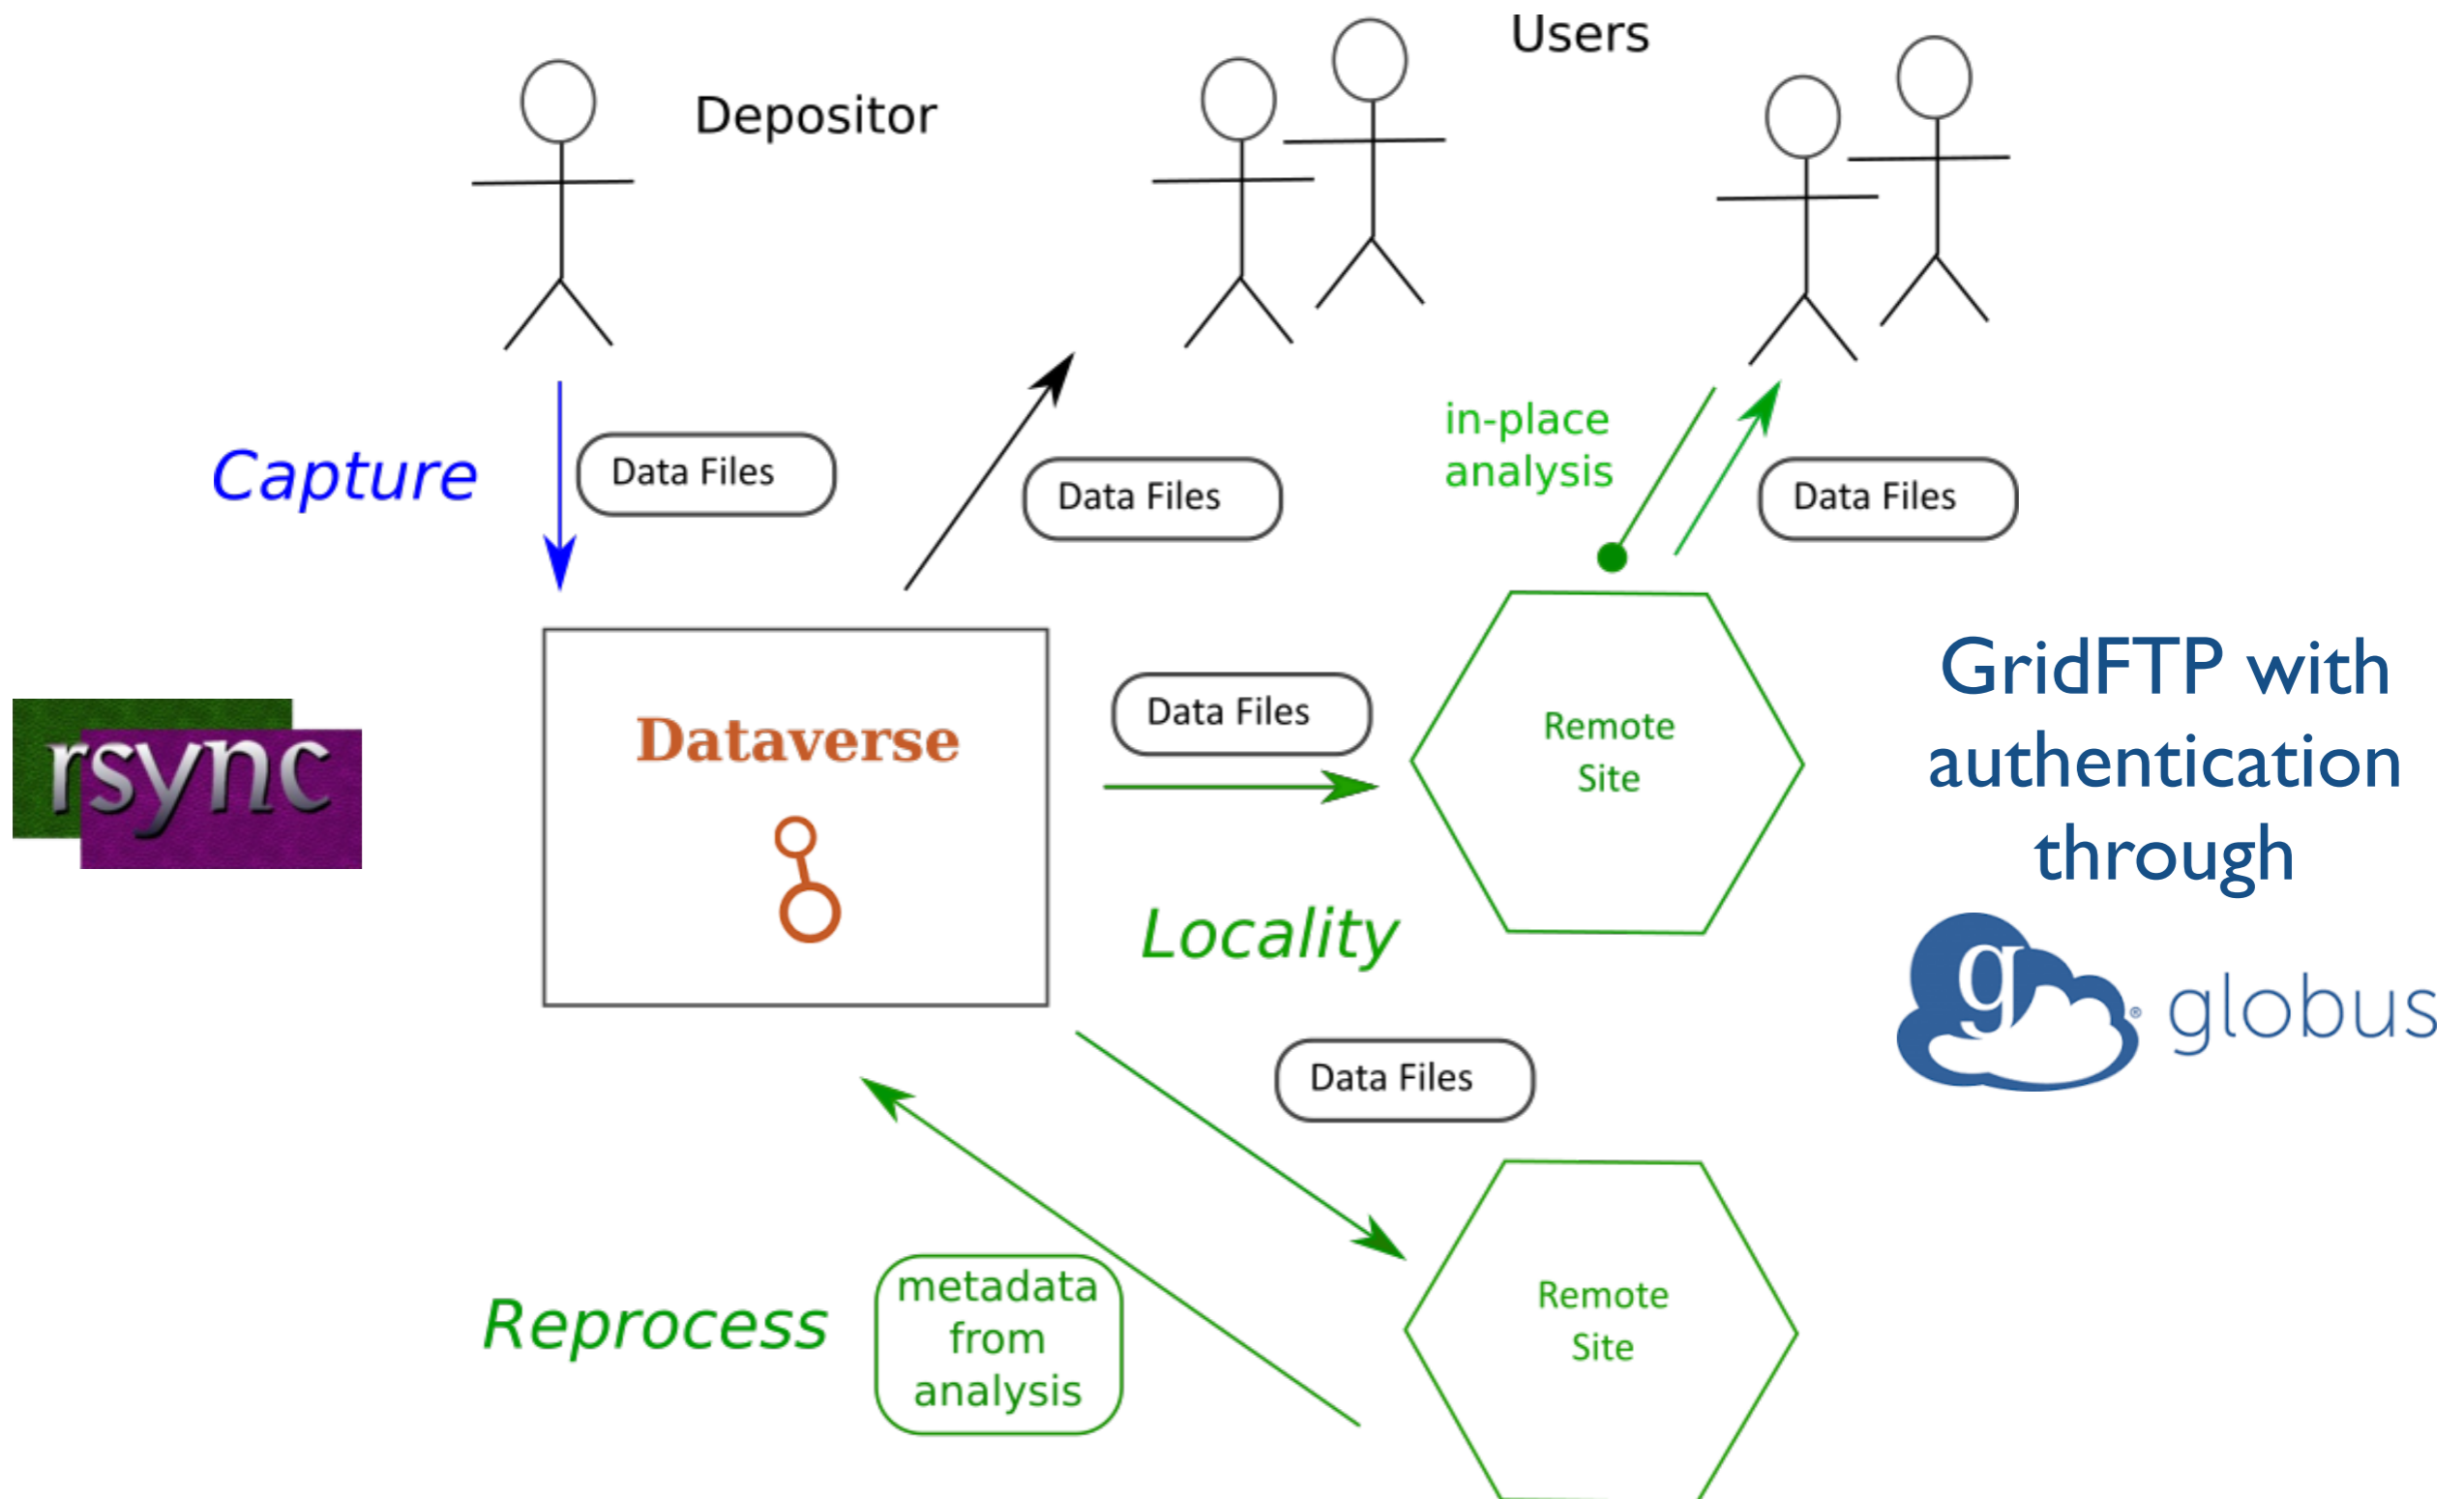 Users
Depositor
Capture
Data Files
Data Files
in-place
analysis
Data Files
rsync
Dataverse
Data Files
Remote
Site
GridFTP with
authentication
through
g® globus
Locality
Data Files
Reprocess
metadata
from
analysis
Remote
Site